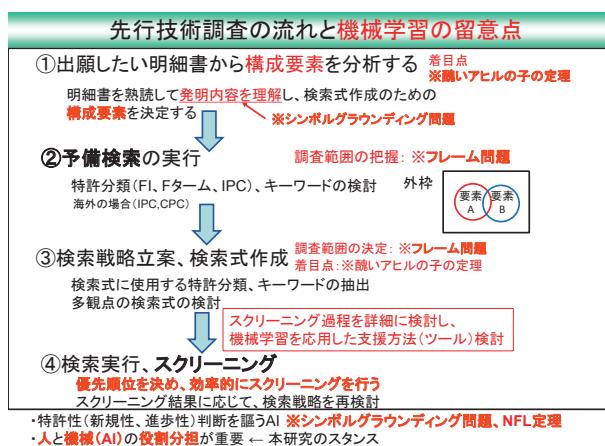 先行技術調査の流れと機械学習の留意点
①出願したい明細書から構成要素を分析する 着目点
※醜いアヒルの子の定理
明細書を熟読して発明内容を理解し、検索式作成のための
構成要素を決定する
※シンボルグラウンディング問題
②予備検索の実行
調査範囲の把握: ※フレーム問題
特許分類(FI、Fターム、IPC)、キーワードの検討
海外の場合(IPC,CPC)
外枠
要素 要素
A B
③検索戦略立案、検索式作成
調査範囲の決定: ※フレーム問題
着目点:※醜いアヒルの子の定理
検索式に使用する特許分類、キーワードの抽出
多観点の検索式の検討
スクリーニング過程を詳細に検討し、
機械学習を応用した支援方法(ツール)検討
④検索実行、スクリーニング
優先順位を決め、効率的にスクリーニングを行う
スクリーニング結果に応じて、検索戦略を再検討
・特許性(新規性、進歩性)判断を謳うAI ※シンボルグラウンディング問題、NFL定理
・人と機械(AI)の役割分担が重要 ← 本研究のスタンス